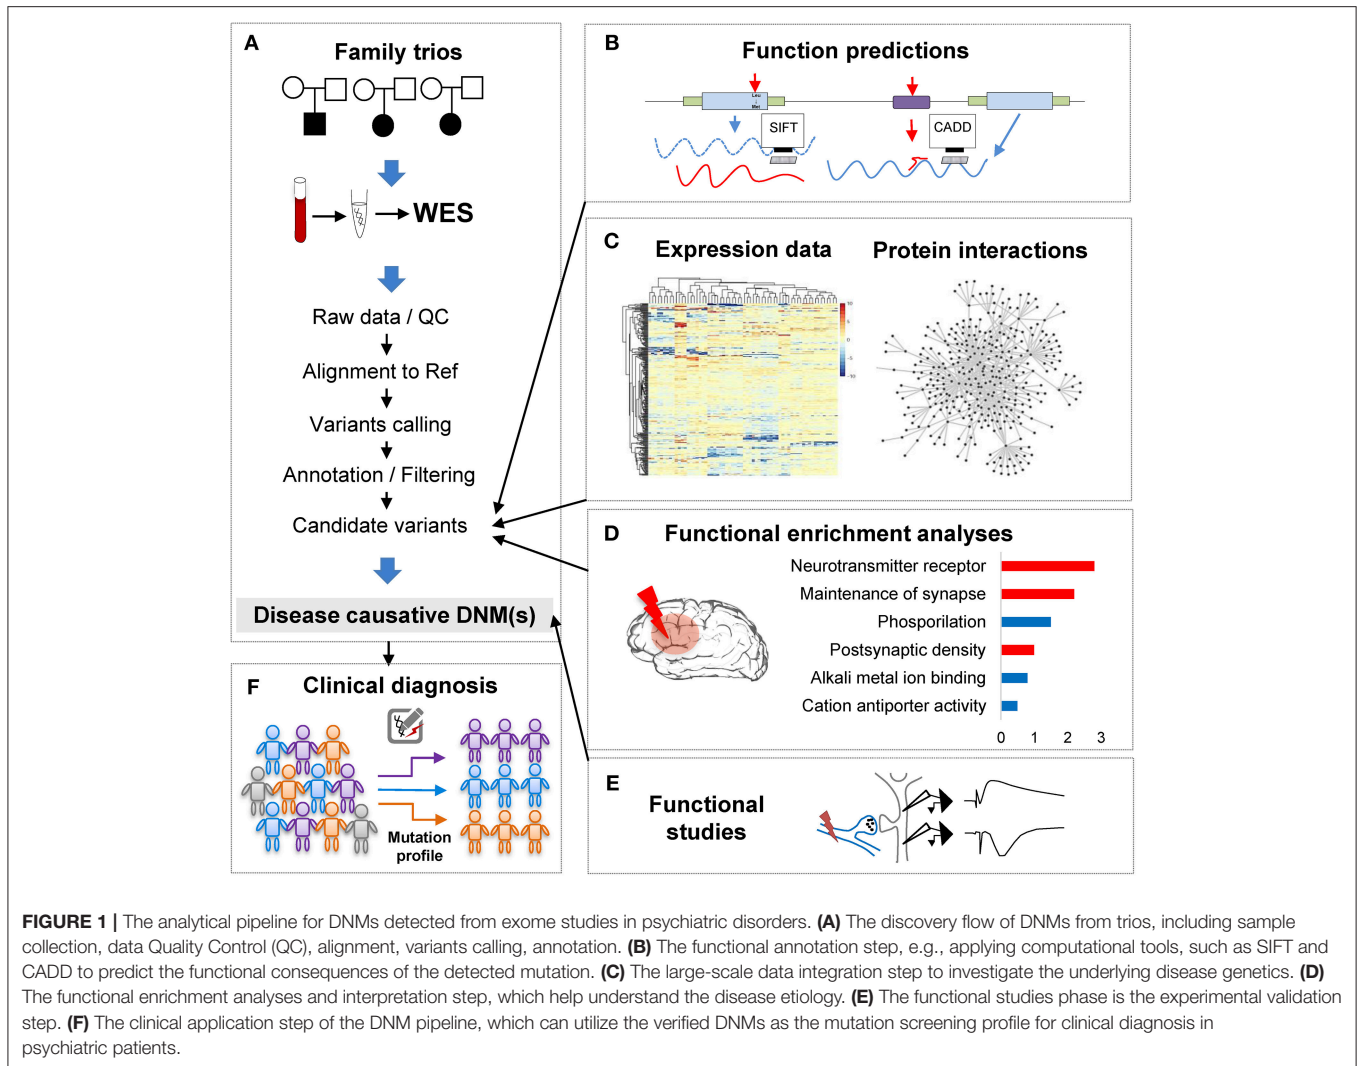 A
Family trios
WES
Raw data / QC
Alignment to Ref
Variants calling
Annotation / Filtering
Candidate variants
Disease causative DNM(s)
B
Function predictions
Leu
Met
SIFT
CADD
C
Expression data
Protein interactions
10
5
0
-5
-10
D
Functional enrichment analyses
Neurotransmitter receptor
Maintenance of synapse
Phosporilation
Postsynaptic density
Alkali metal ion binding
Cation antiporter activity
0 1 2 3
E
Functional
studies
F
Clinical diagnosis
Mutation
profile
FIGURE 1 | The analytical pipeline for DNMs detected from exome studies in psychiatric disorders. (A) The discovery flow of DNMs from trios, including sample
collection, data Quality Control (QC), alignment, variants calling, annotation. (B) The functional annotation step, e.g., applying computational tools, such as SIFT and
CADD to predict the functional consequences of the detected mutation. (C) The large-scale data integration step to investigate the underlying disease genetics. (D)
The functional enrichment analyses and interpretation step, which help understand the disease etiology. (E) The functional studies phase is the experimental validation
step. (F) The clinical application step of the DNM pipeline, which can utilize the verified DNMs as the mutation screening profile for clinical diagnosis in
psychiatric patients.